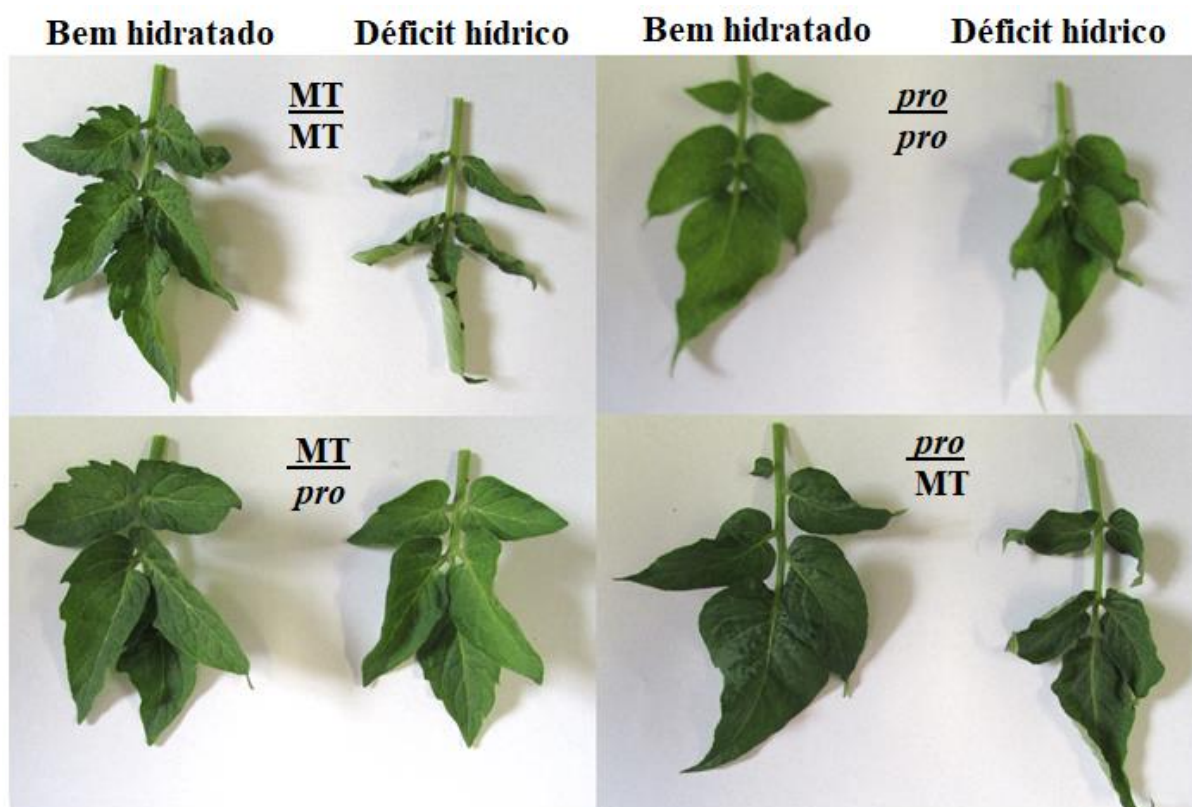 Bem hidratado Déficit hídrico Bem hidratado Déficit hídrico
MT
MT
pro
pro
MT
pro
pro
MT